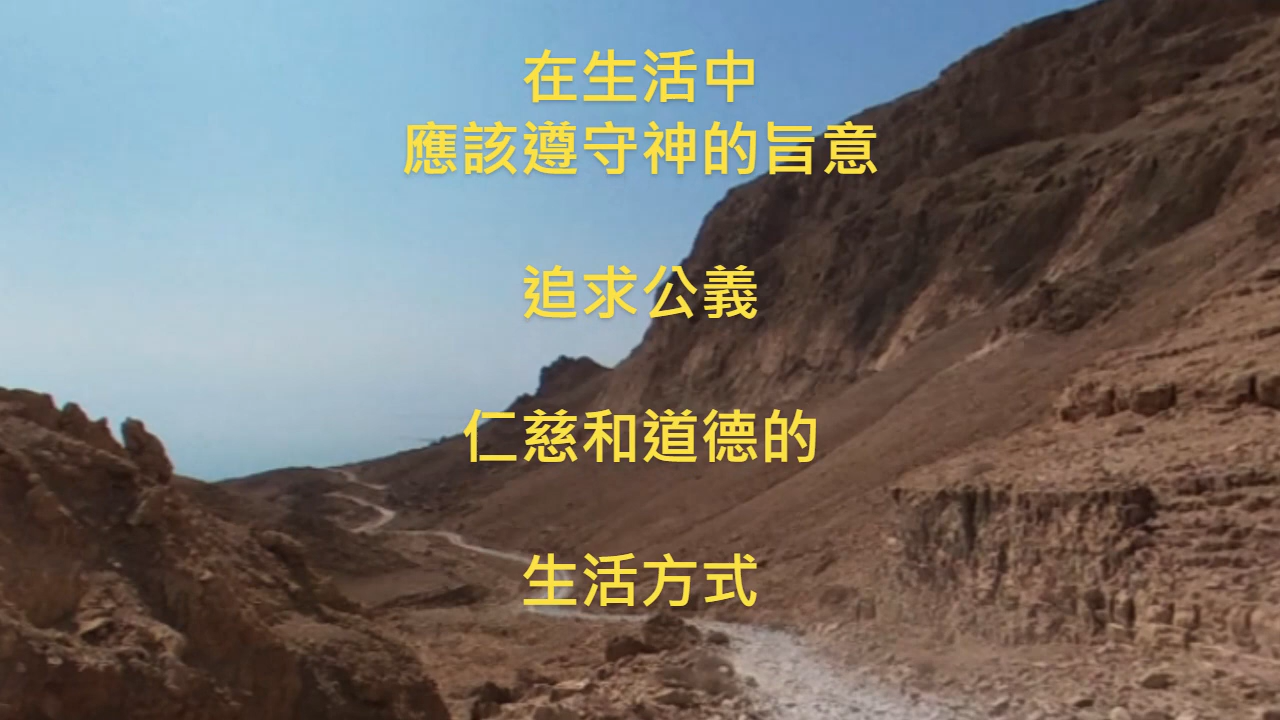 在生活中
應該遵守神的旨意
追求公義
仁慈和道德的
生活方式